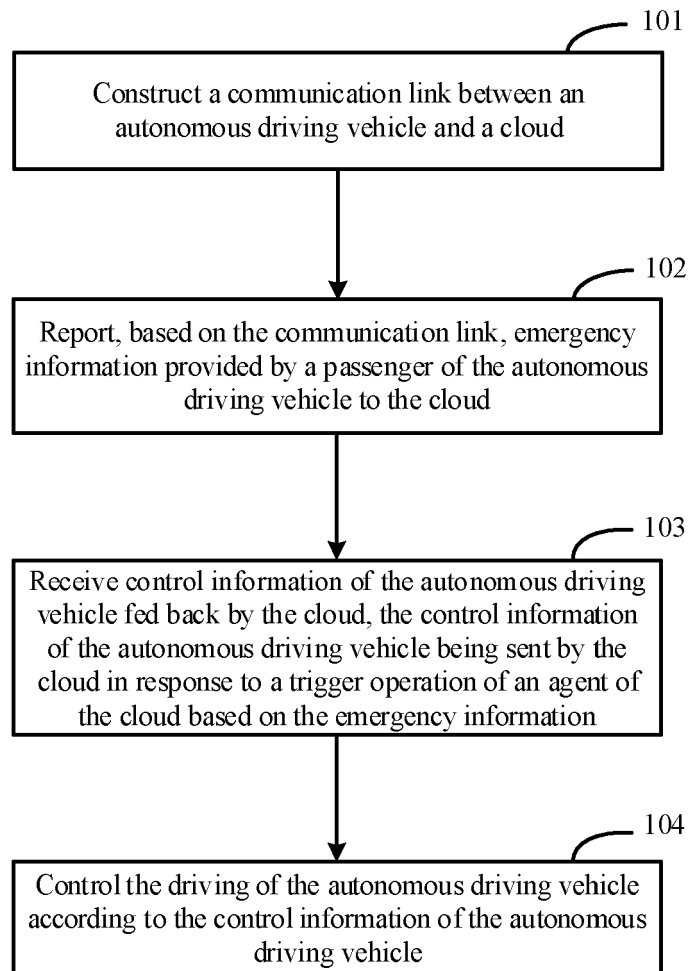 101
Construct a communication link between an
autonomous driving vehicle and a cloud
102
Report, based on the communication link, emergency
information provided by a passenger of the autonomous
driving vehicle to the cloud
103
Receive control information of the autonomous driving
vehicle fed back by the cloud, the control information
of the autonomous driving vehicle being sent by the
cloud in response to a trigger operation of an agent of
the cloud based on the emergency information
104
Control the driving of the autonomous driving vehicle
according to the control information of the autonomous
driving vehicle